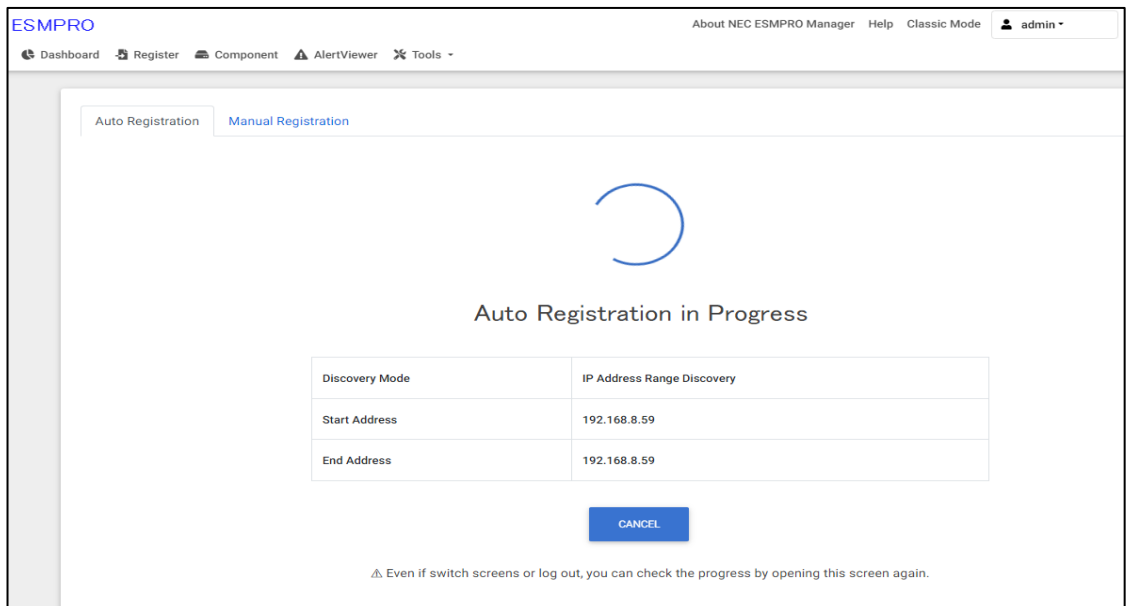 ESMPRO
About NEC ESMPRO Manager Help Classic Mode admin
Dashboard Register Component AlertViewer Tools
Auto Registration Manual Registration
Auto Registration in Progress
Discovery Mode IP Address Range Discovery
Start Address 192.168.8.59
End Address 192.168.8.59
CANCEL
⚠ Even if switch screens or log out, you can check the progress by opening this screen again.